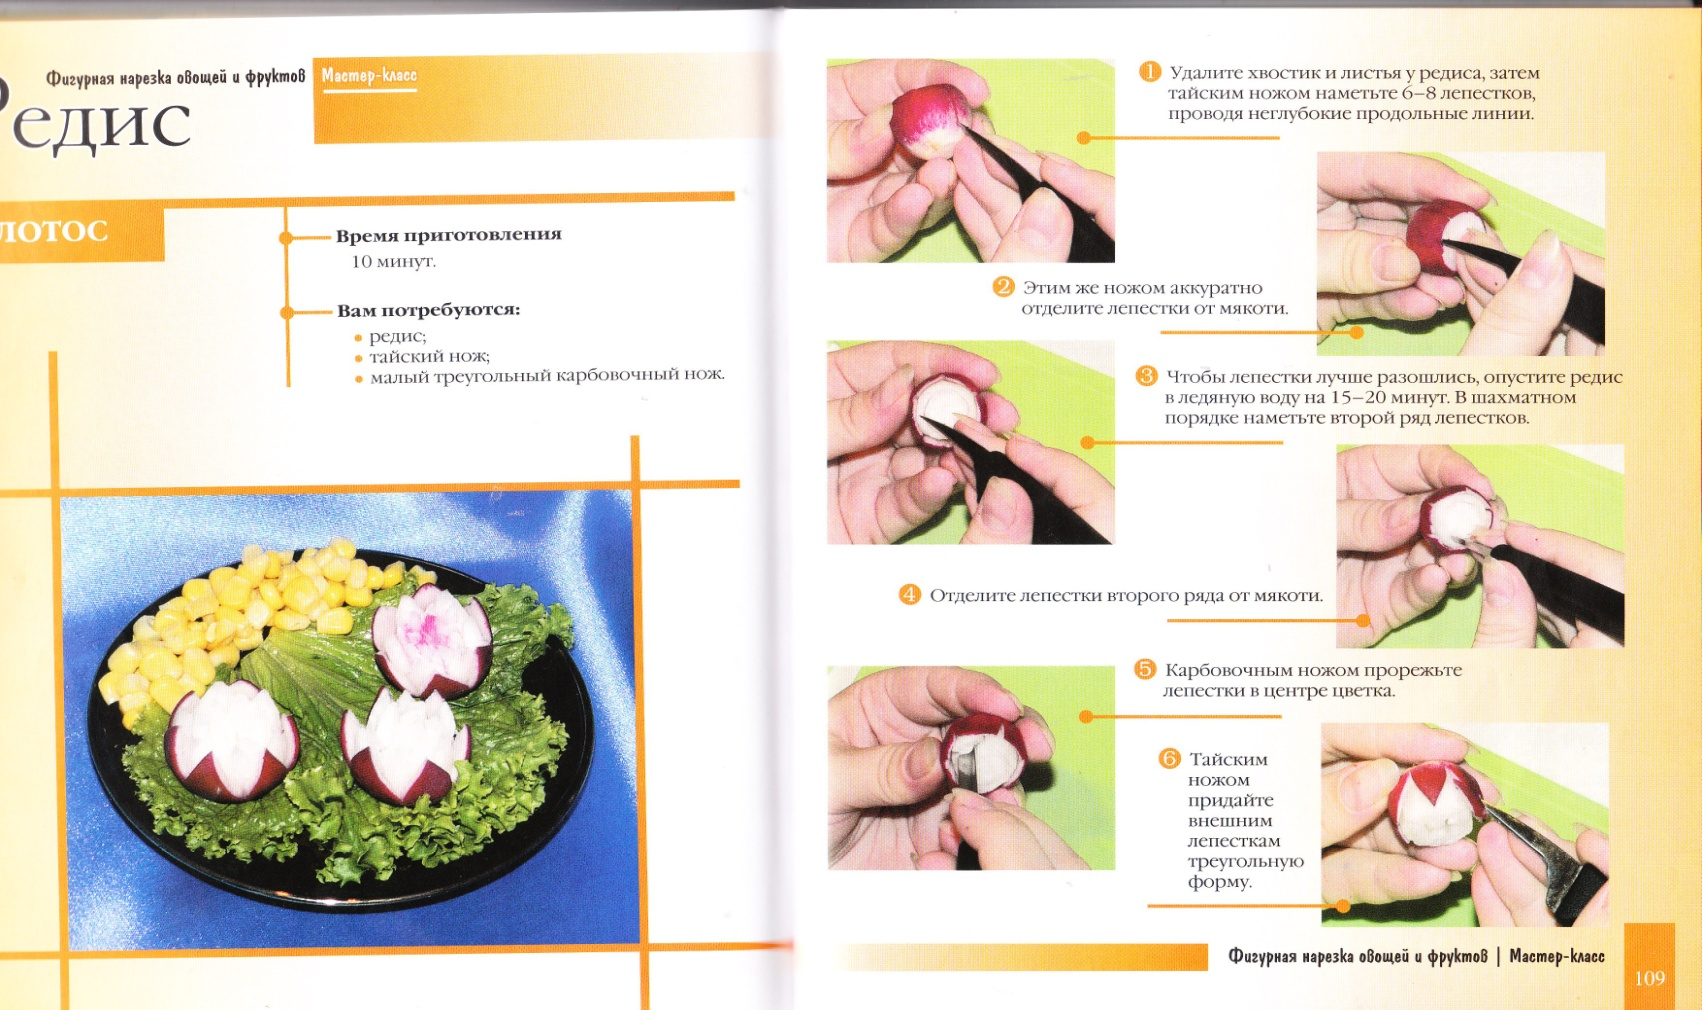 Фигурная нарезка овощей и фруктов Мастер-класс
Редис
ЛОТОС
Время приготовления
10 минут.
Вам потребуются:
редис;
тайский нож;
малый треугольный карбовочный нож.
1 Удалите хвостик и листья у редиса, затем
тайским ножом наметьте 6–8 лепестков,
проводя неглубокие продольные линии.
2 Этим же ножом аккуратно
отделите лепестки от мякоти.
3 Чтобы лепестки лучше разошлись, опустите редис
в ледяную воду на 15–20 минут. В шахматном
порядке наметьте второй ряд лепестков.
4 Отделите лепестки второго ряда от мякоти.
5 Карбовочным ножом прорежьте
лепестки в центре цветка.
6 Тайским
ножом
придайте
внешним
лепесткам
треугольную
форму.
Фигурная нарезка овощей и фруктов | Мастер-класс
109